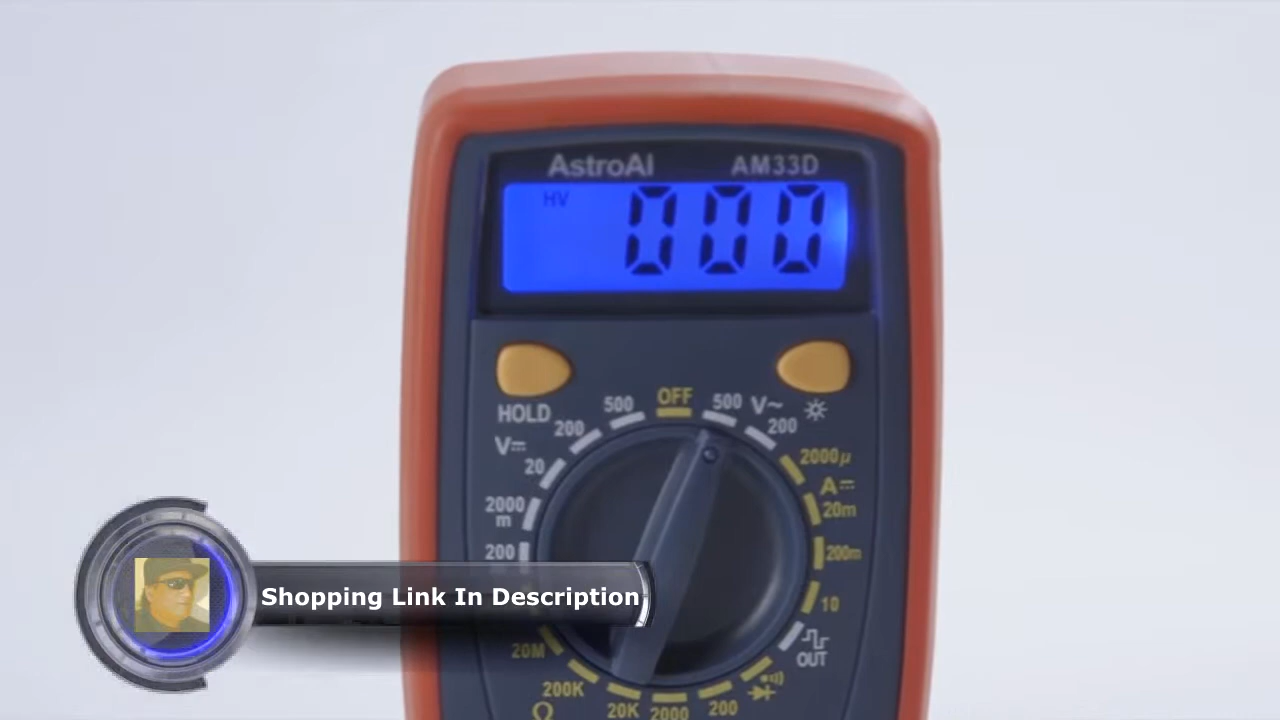 AstroAI AM33D
HV 000
HOLD
500 OFF 500 V~
200 200
V⎓
20
2000μ
A⎓
2000
m
20m
200
200m
Shopping Link In Description
10
OUT
20M
200K
20K 2000 200
Ω